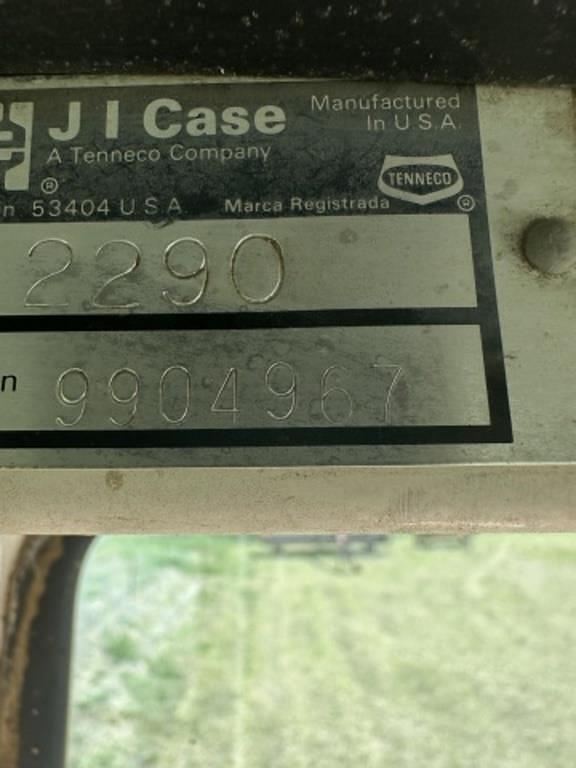 J I Case
Manufactured
In U.S.A.
A Tenneco Company
TENNECO
®
®
n 53404 U S A Marca Registrada
2290
n 9904967